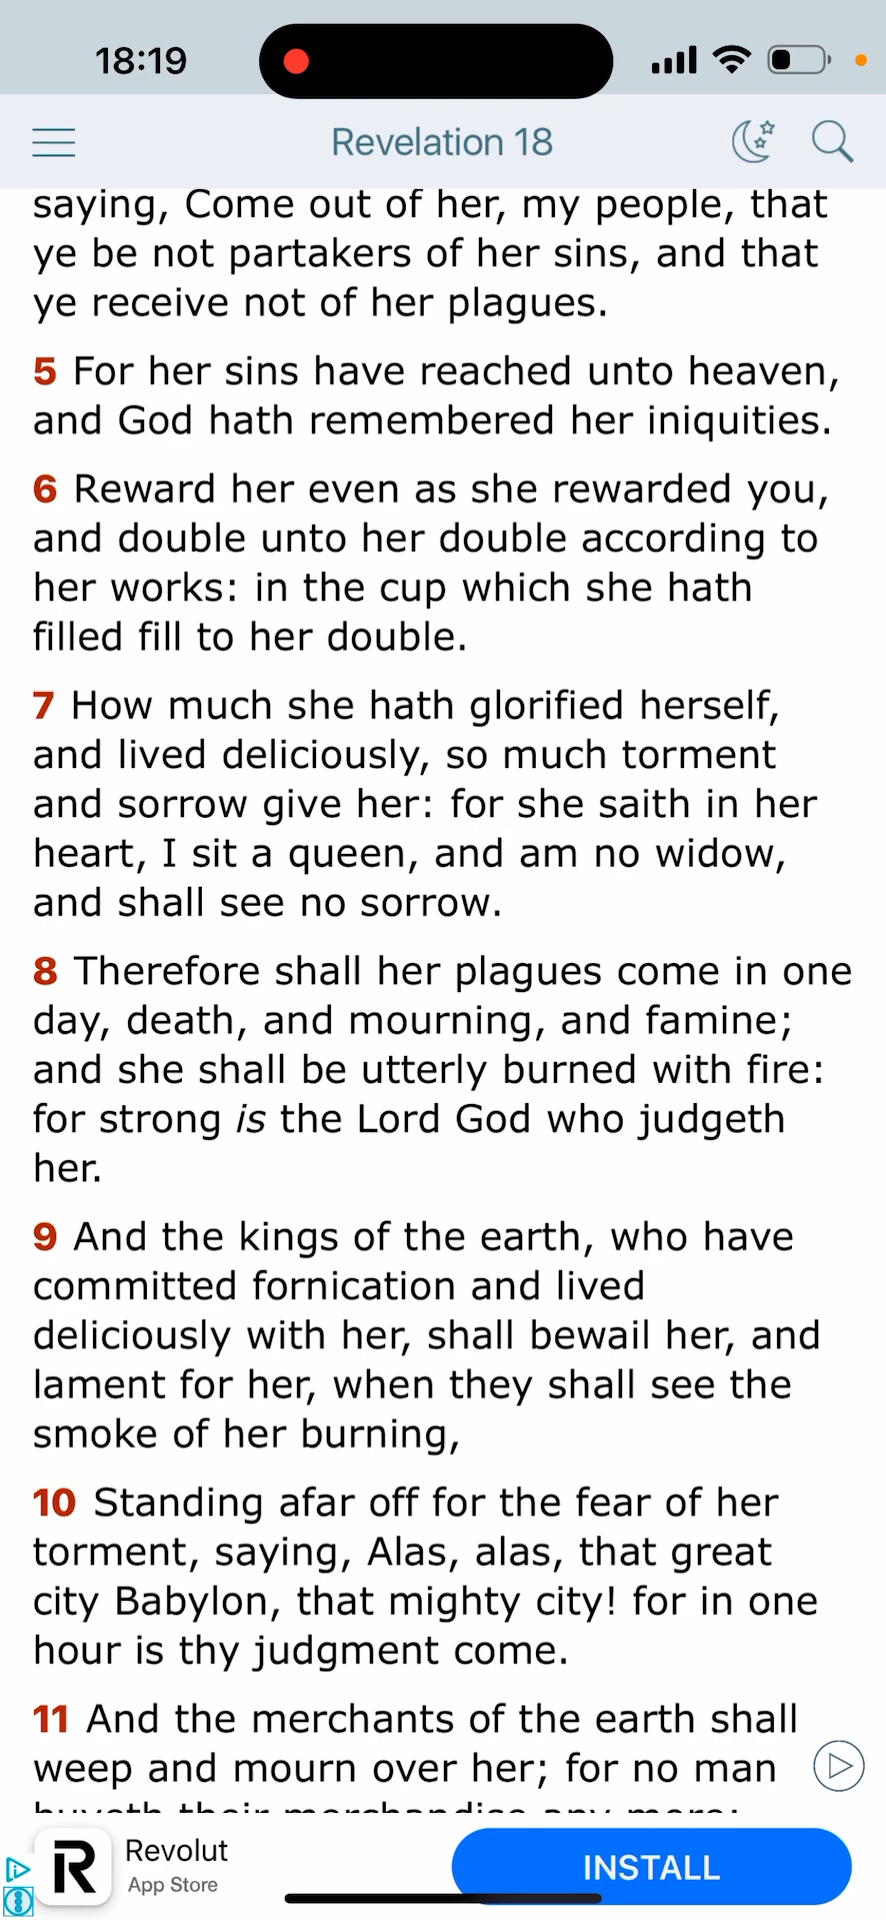 18:19
Revelation 18
saying, Come out of her, my people, that
ye be not partakers of her sins, and that
ye receive not of her plagues.
5 For her sins have reached unto heaven,
and God hath remembered her iniquities.
6 Reward her even as she rewarded you,
and double unto her double according to
her works: in the cup which she hath
filled fill to her double.
7 How much she hath glorified herself,
and lived deliciously, so much torment
and sorrow give her: for she saith in her
heart, I sit a queen, and am no widow,
and shall see no sorrow.
8 Therefore shall her plagues come in one
day, death, and mourning, and famine;
and she shall be utterly burned with fire:
for strong is the Lord God who judgeth
her.
9 And the kings of the earth, who have
committed fornication and lived
deliciously with her, shall bewail her, and
lament for her, when they shall see the
smoke of her burning,
10 Standing afar off for the fear of her
torment, saying, Alas, alas, that great
city Babylon, that mighty city! for in one
hour is thy judgment come.
11 And the merchants of the earth shall
weep and mourn over her; for no man
buyeth their merchandise any more:
R
Revolut
App Store
INSTALL